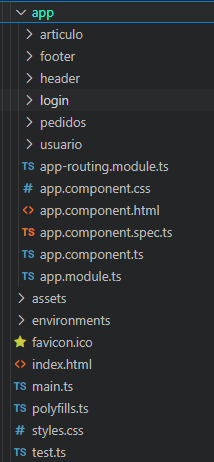 app
articulo
footer
header
login
pedidos
usuario
TS app-routing.module.ts
# app.component.css
<> app.component.html
TS app.component.spec.ts
TS app.component.ts
TS app.module.ts
assets
environments
favicon.ico
<> index.html
TS main.ts
TS polyfills.ts
# styles.css
TS test.ts